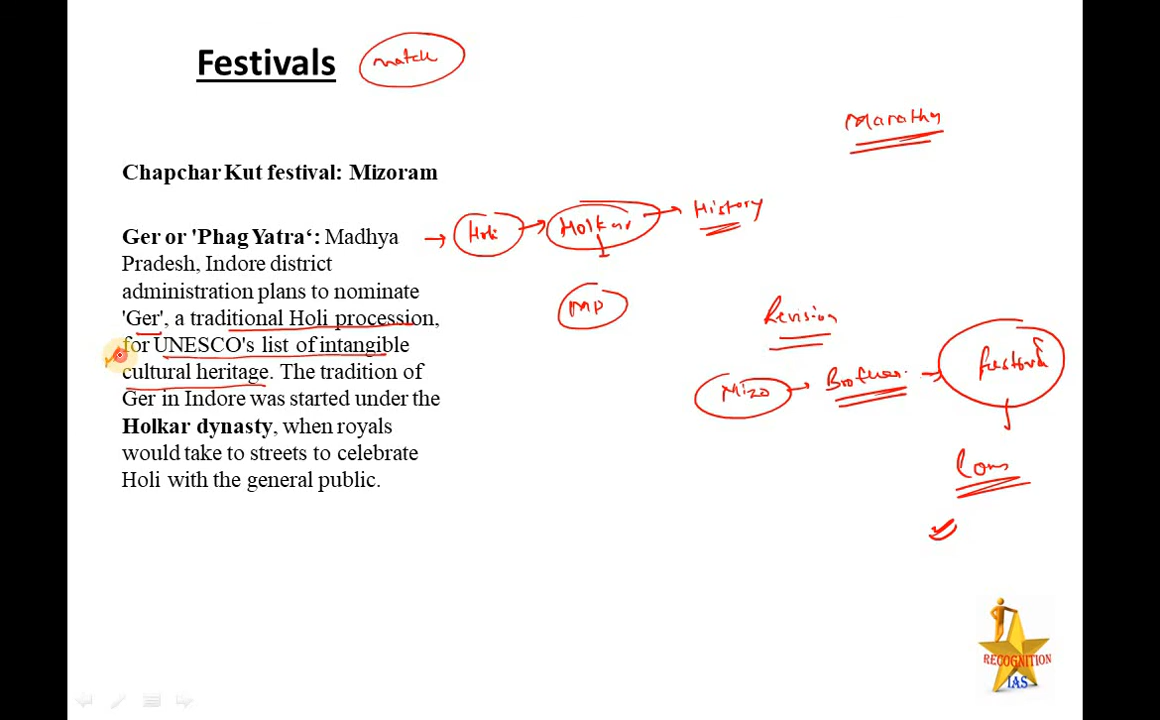 Festivals
match
Marathy
Chapchar Kut festival: Mizoram
Ger or 'Phag Yatra‘: Madhya
Pradesh, Indore district
administration plans to nominate
'Ger', a traditional Holi procession,
for UNESCO's list of intangible
cultural heritage. The tradition of
Ger in Indore was started under the
Holkar dynasty, when royals
would take to streets to celebrate
Holi with the general public.
Holi
Holkar
History
MP
Revision
Mizo
RECOGNITION
IAS